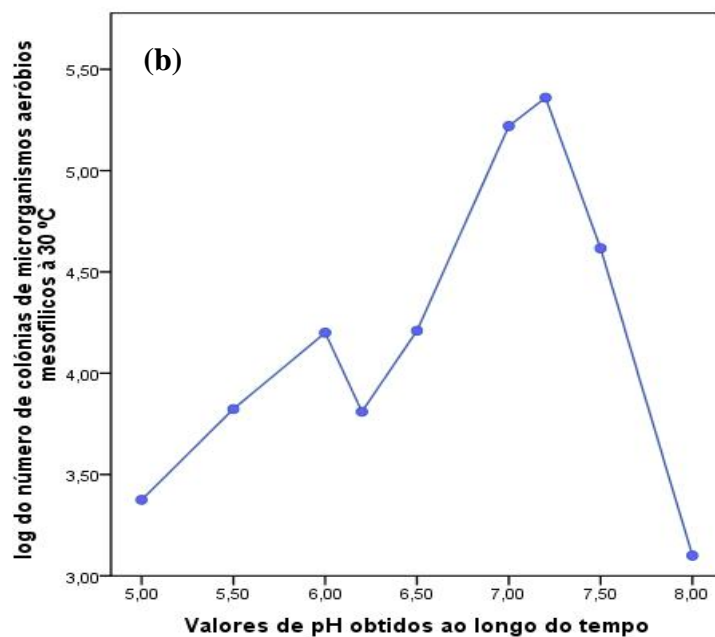 (b)
log do número de colónias de microrganismos aeróbios
mesofílicos à 30 ºC
5,50
5,00
4,50
4,00
3,50
3,00
5,00 5,50 6,00 6,50 7,00 7,50 8,00
Valores de pH obtidos ao longo do tempo